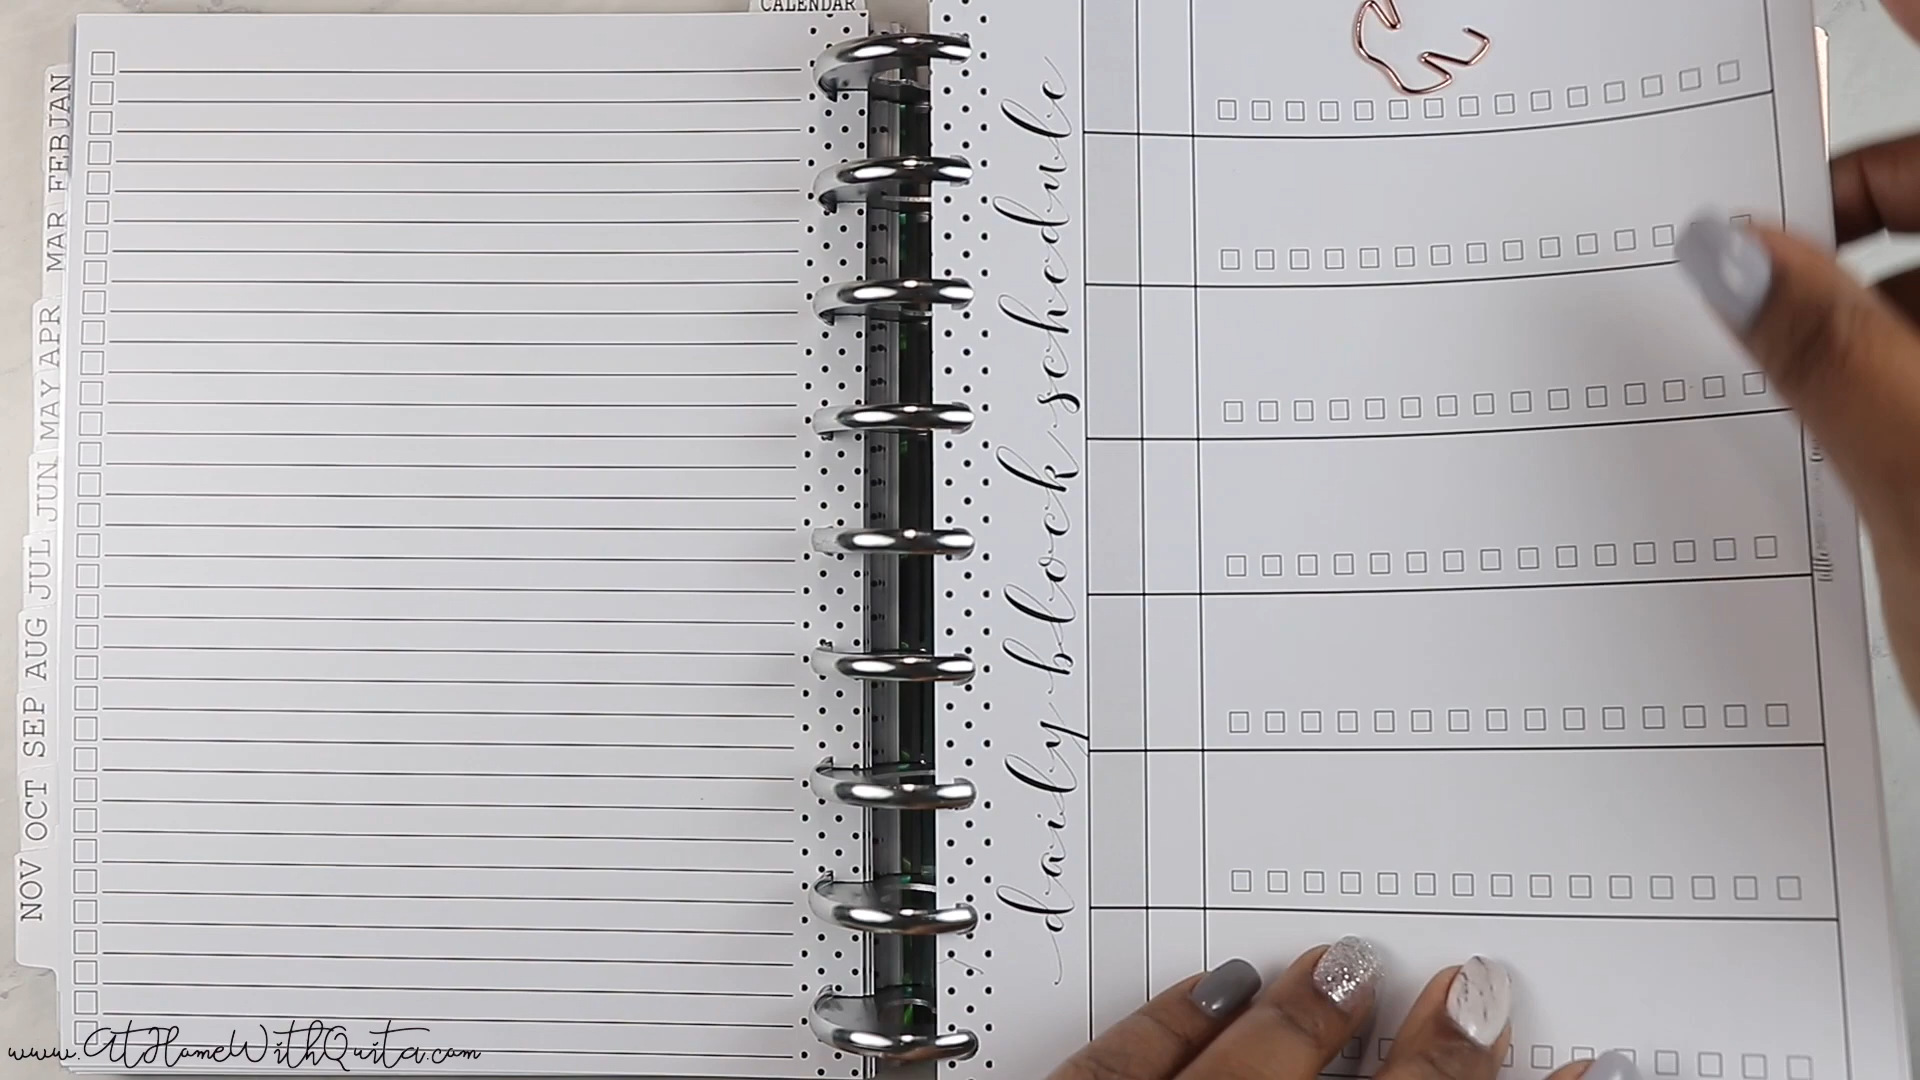 CALENDAR
JAN
FEB
MAR
APR
MAY
JUN
JUL
AUG
SEP
OCT
NOV
daily block schedule
www.AtHomeWithQuita.com